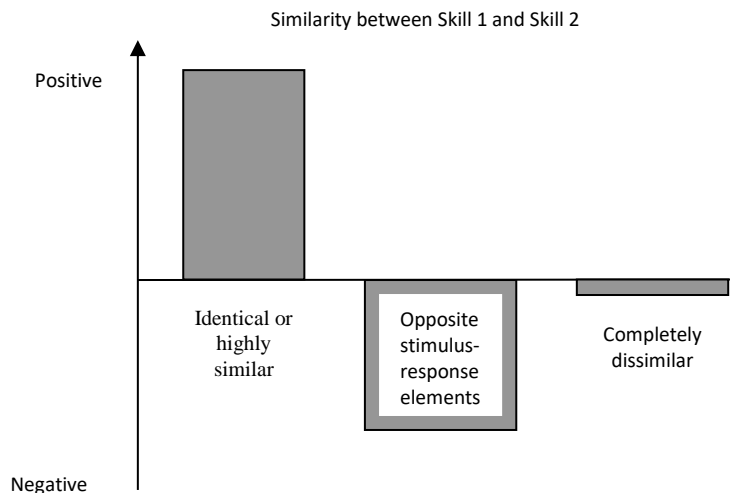 Similarity between Skill 1 and Skill 2
Positive
Identical or
highly
similar
Opposite
stimulus-
response
elements
Completely
dissimilar
Negative